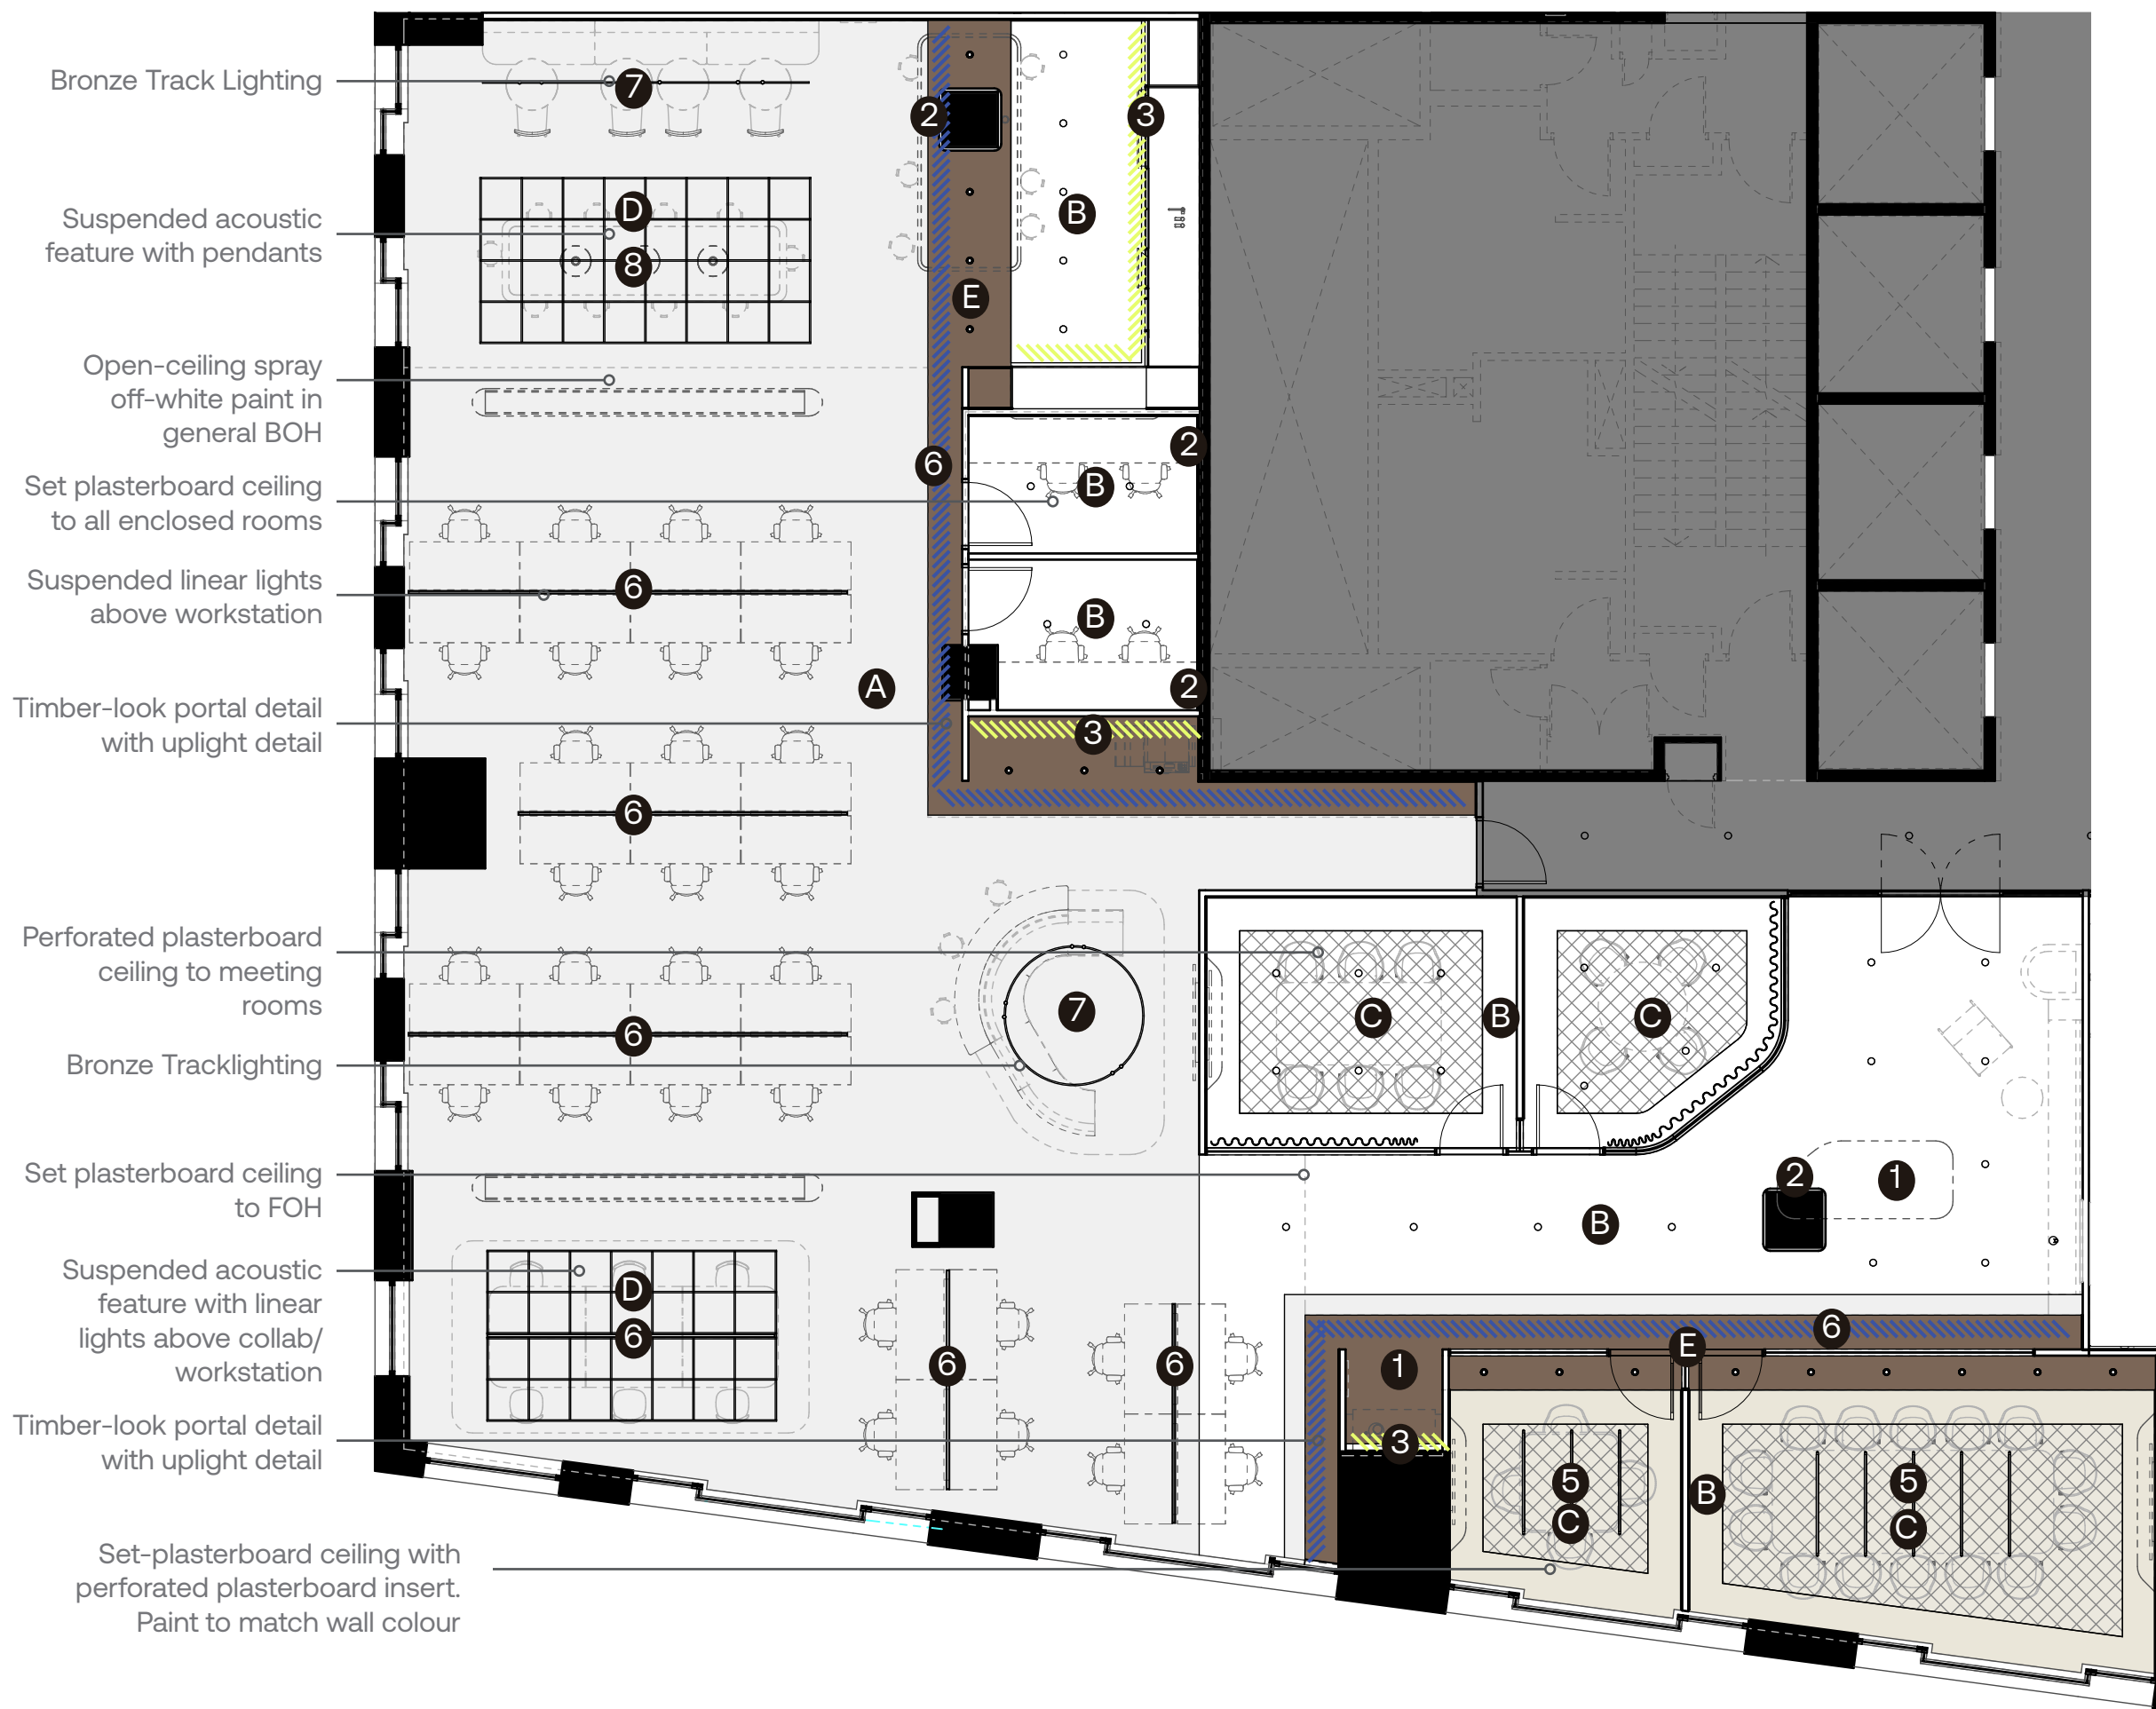 Bronze Track Lighting
Suspended acoustic
feature with pendants
Open-ceiling spray
off-white paint in
general BOH
Set plasterboard ceiling
to all enclosed rooms
Suspended linear lights
above workstation
Timber-look portal detail
with uplight detail
Perforated plasterboard
ceiling to meeting
rooms
Bronze Tracklighting
Set plasterboard ceiling
to FOH
Suspended acoustic
feature with linear
lights above collab/
workstation
Timber-look portal detail
with uplight detail
Set-plasterboard ceiling with
perforated plasterboard insert.
Paint to match wall colour
7
2
3
D
B
8
E
2
6
B
6
B
A
2
3
6
7
C
B
C
6
2
1
B
D
6
6
6
6
E
1
3
5
C
B
5
C